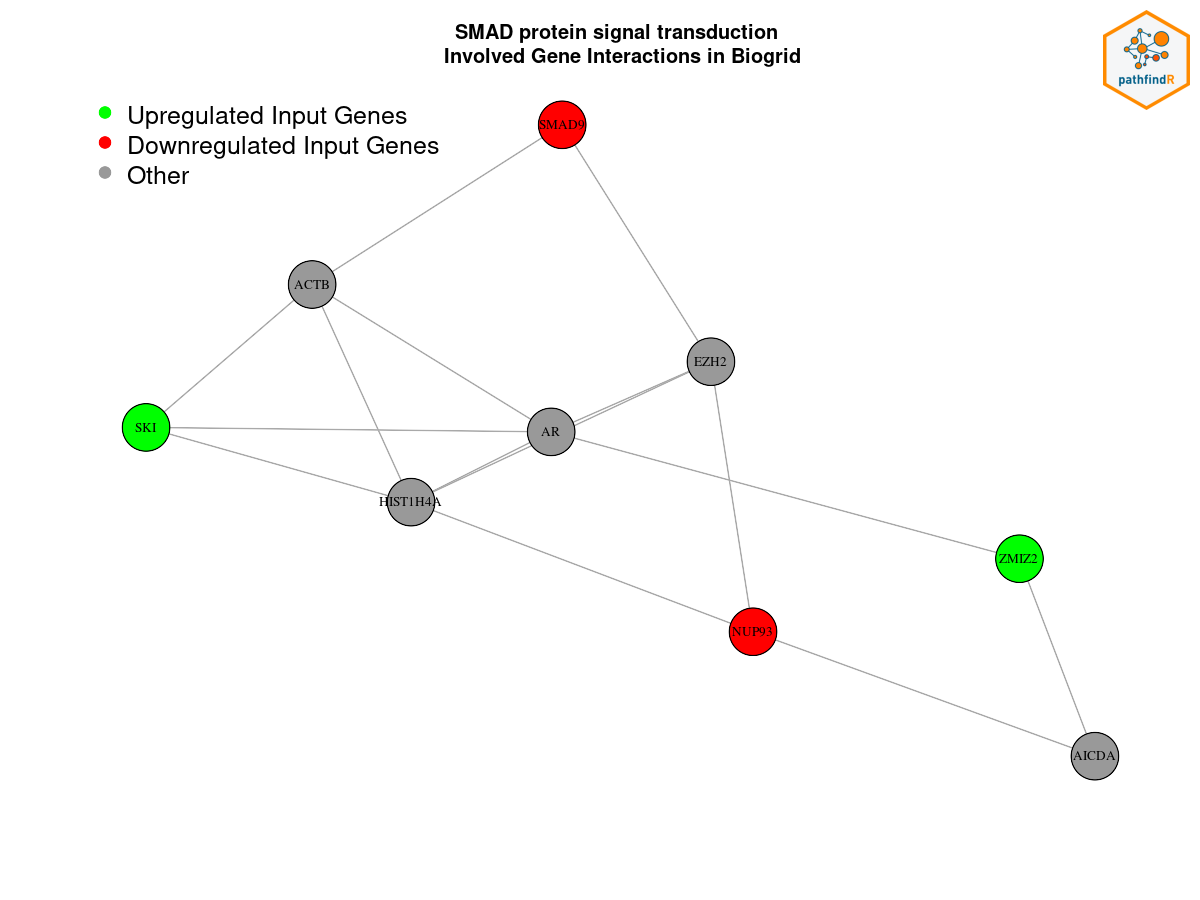 SMAD protein signal transduction
Involved Gene Interactions in Biogrid
pathfindR
Upregulated Input Genes
Downregulated Input Genes
Other
SMAD9
ACTB
EZH2
SKI
AR
HIST1H4A
ZMIZ2
NUP93
AICDA